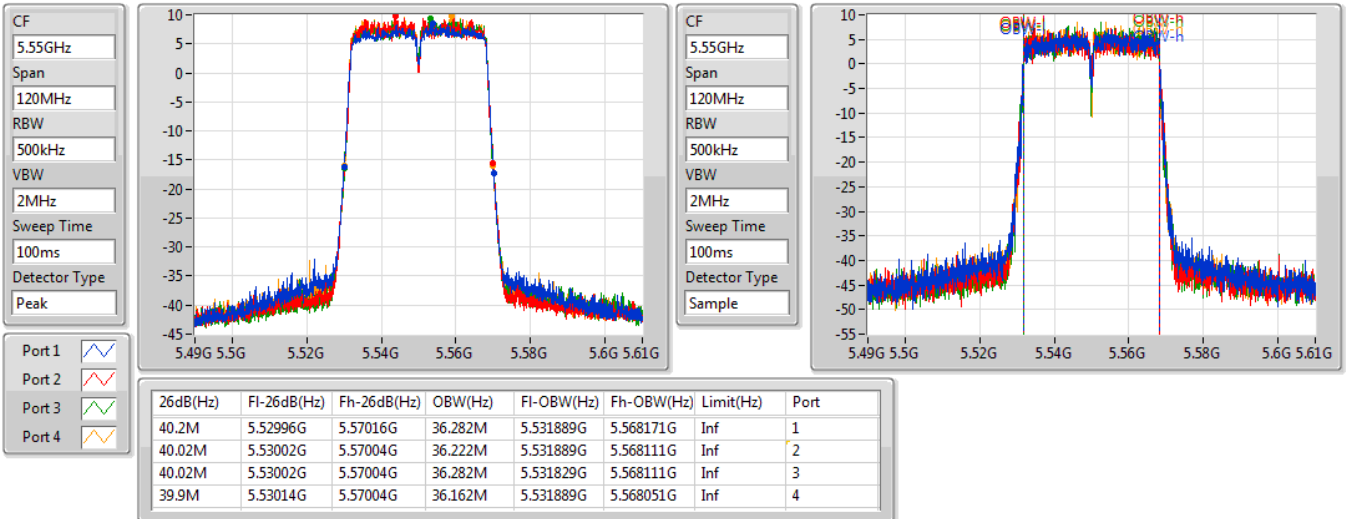 CF
5.55GHz
Span
120MHz
RBW
500kHz
VBW
2MHz
Sweep Time
100ms
Detector Type
Peak
10
5
0
-5
-10
-15
-20
-25
-30
-35
-40
-45
5.49G 5.5G 5.52G 5.54G 5.56G 5.58G 5.6G 5.61G
CF
5.55GHz
Span
120MHz
RBW
500kHz
VBW
2MHz
Sweep Time
100ms
Detector Type
Sample
10
5
0
-5
-10
-15
-20
-25
-30
-35
-40
-45
-50
-55
OBW-l OBW-h
OBW-h
5.49G 5.5G 5.52G 5.54G 5.56G 5.58G 5.6G 5.61G
Port 1
Port 2
Port 3
Port 4
26dB(Hz) Fl-26dB(Hz) Fh-26dB(Hz) OBW(Hz) Fl-OBW(Hz) Fh-OBW(Hz) Limit(Hz) Port
40.2M 5.52996G 5.57016G 36.282M 5.531889G 5.568171G Inf 1
40.02M 5.53002G 5.57004G 36.222M 5.531889G 5.568111G Inf 2
40.02M 5.53002G 5.57004G 36.282M 5.531829G 5.568111G Inf 3
39.9M 5.53014G 5.57004G 36.162M 5.531889G 5.568051G Inf 4